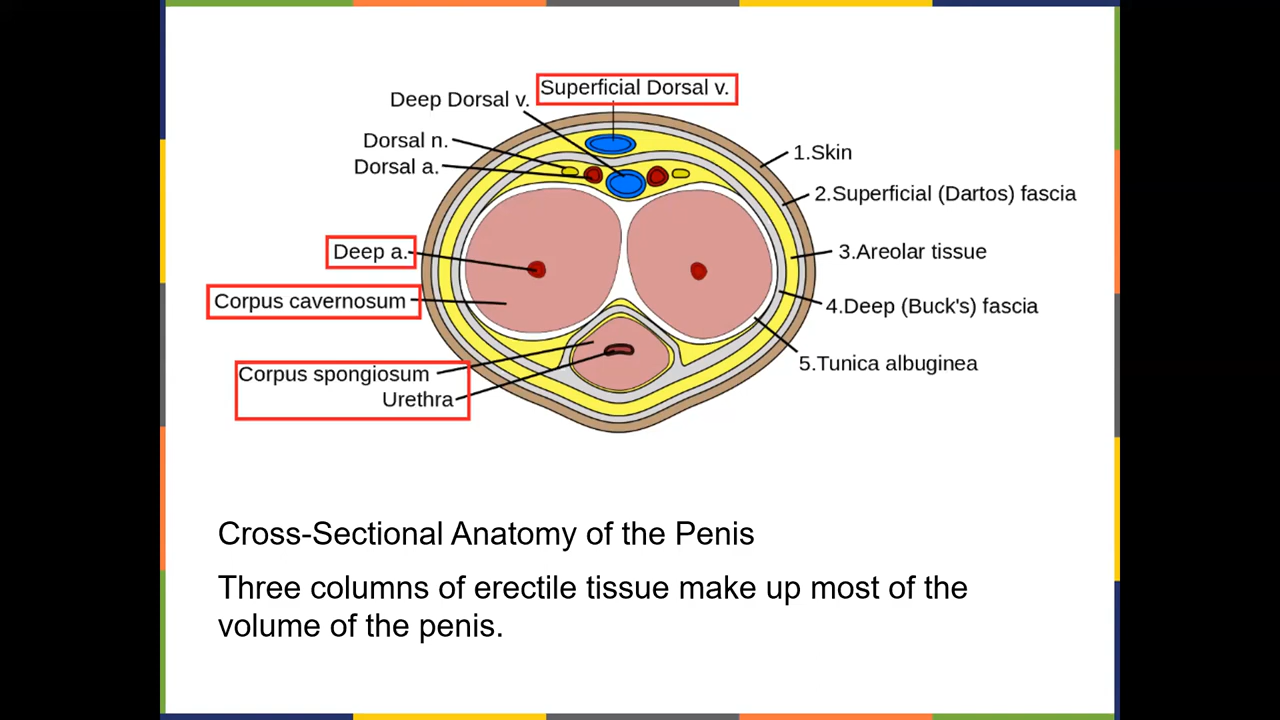 Superficial Dorsal v.
Deep Dorsal v.
Dorsal n.
Dorsal a.
Deep a.
Corpus cavernosum
Corpus spongiosum
Urethra
1.Skin
2.Superficial (Dartos) fascia
3.Areolar tissue
4.Deep (Buck's) fascia
5.Tunica albuginea
Cross-Sectional Anatomy of the Penis
Three columns of erectile tissue make up most of the
volume of the penis.